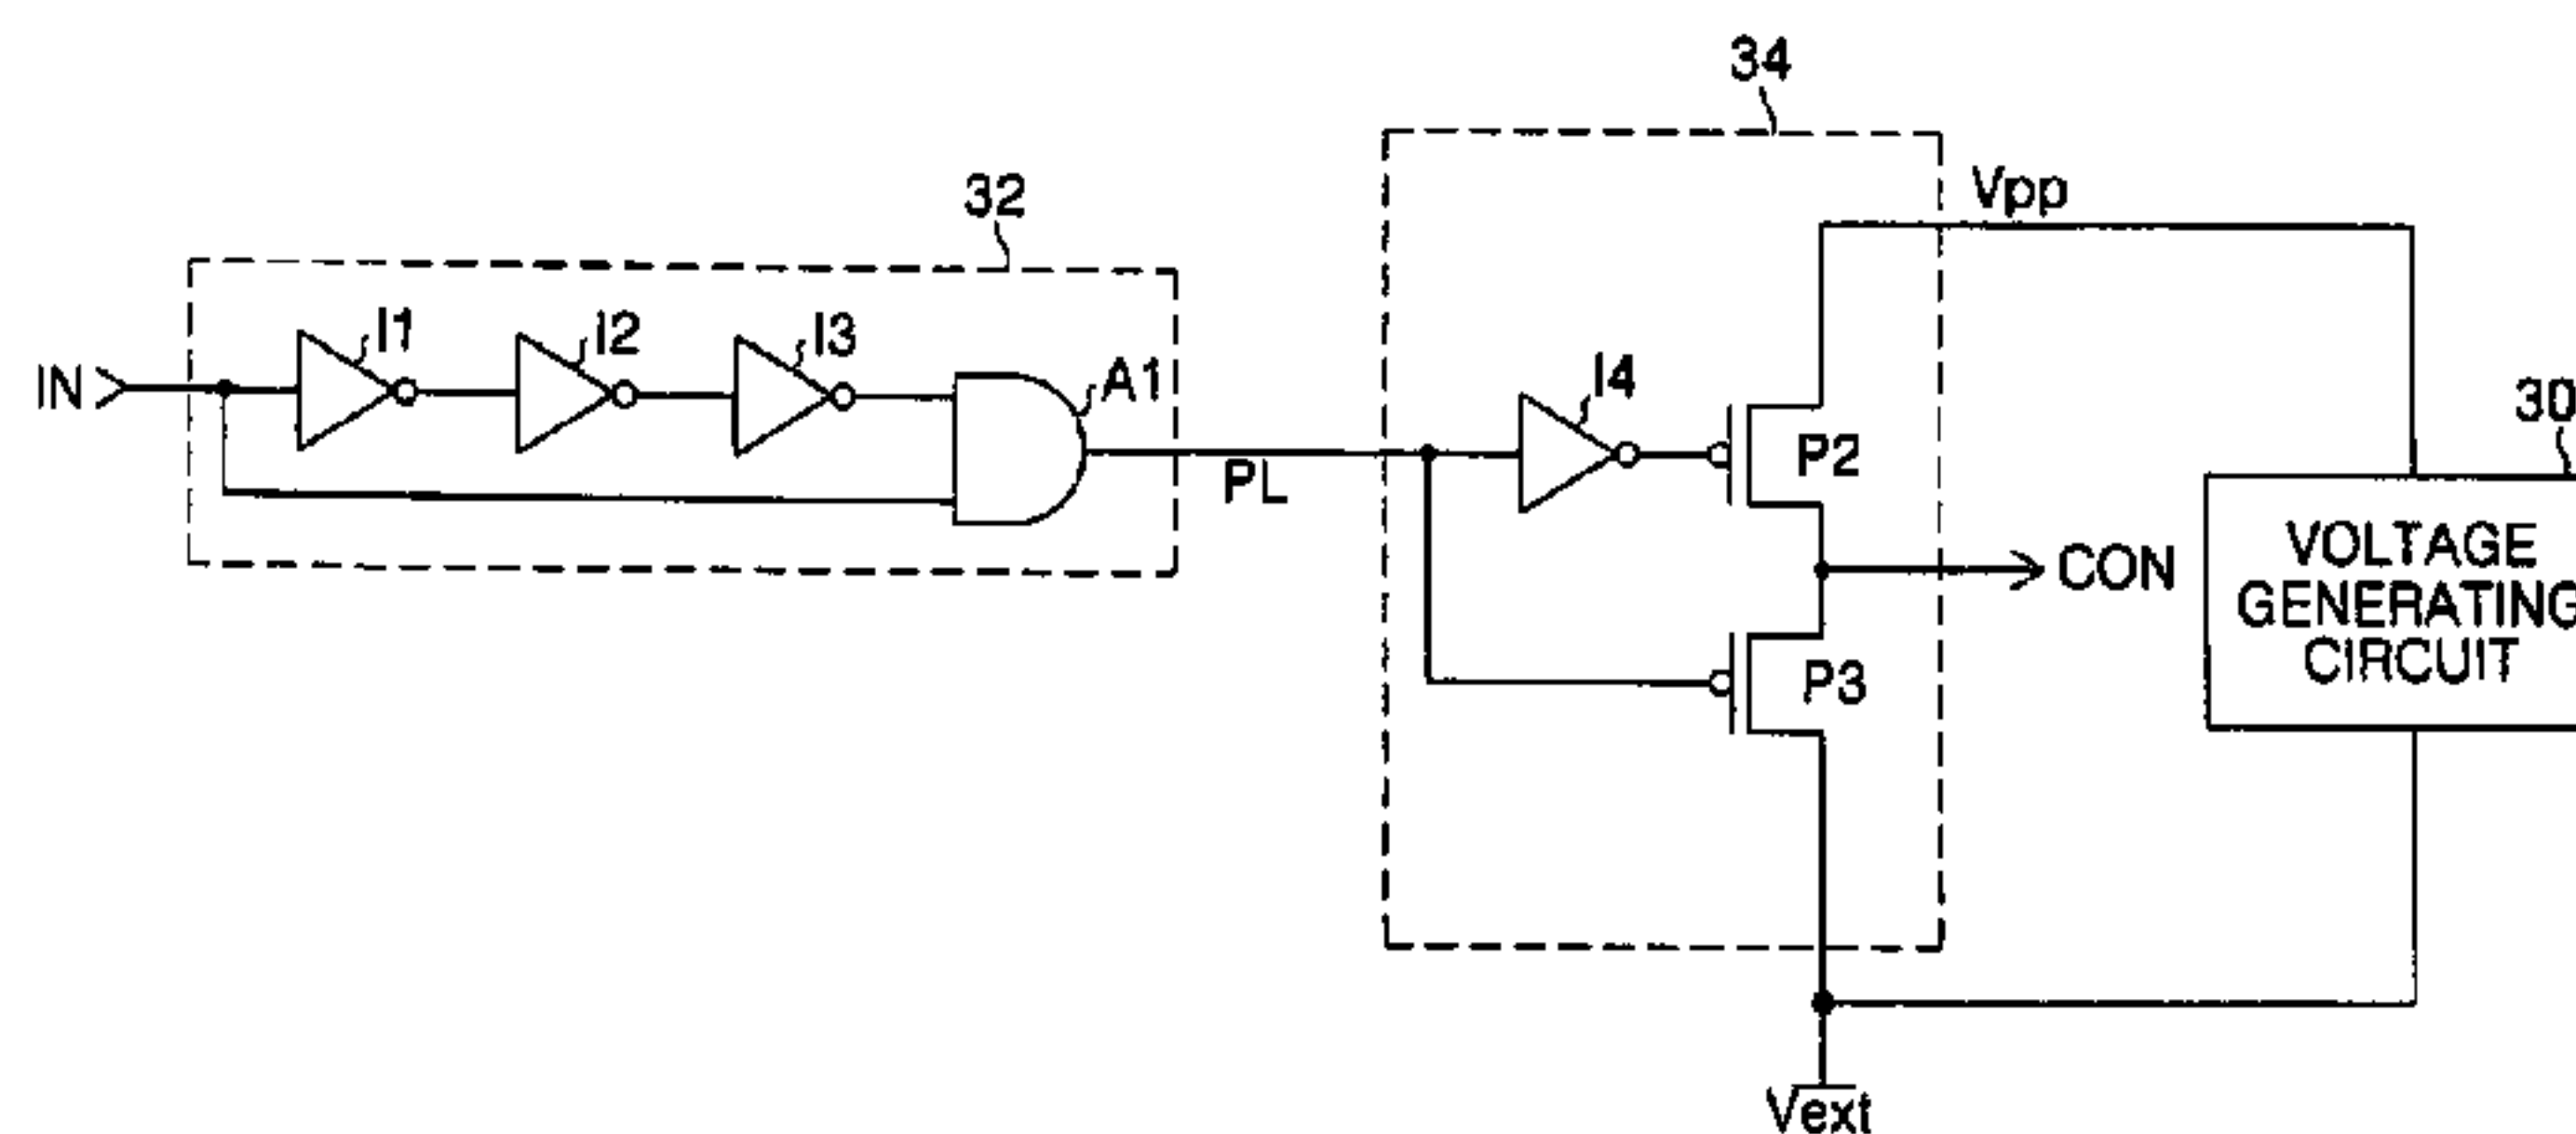 34
Vpp
32
I1
I2
I3
IN
A1
I4
P2
30
PL
VOLTAGE
GENERATING
CIRCUIT
CON
P3
Vext